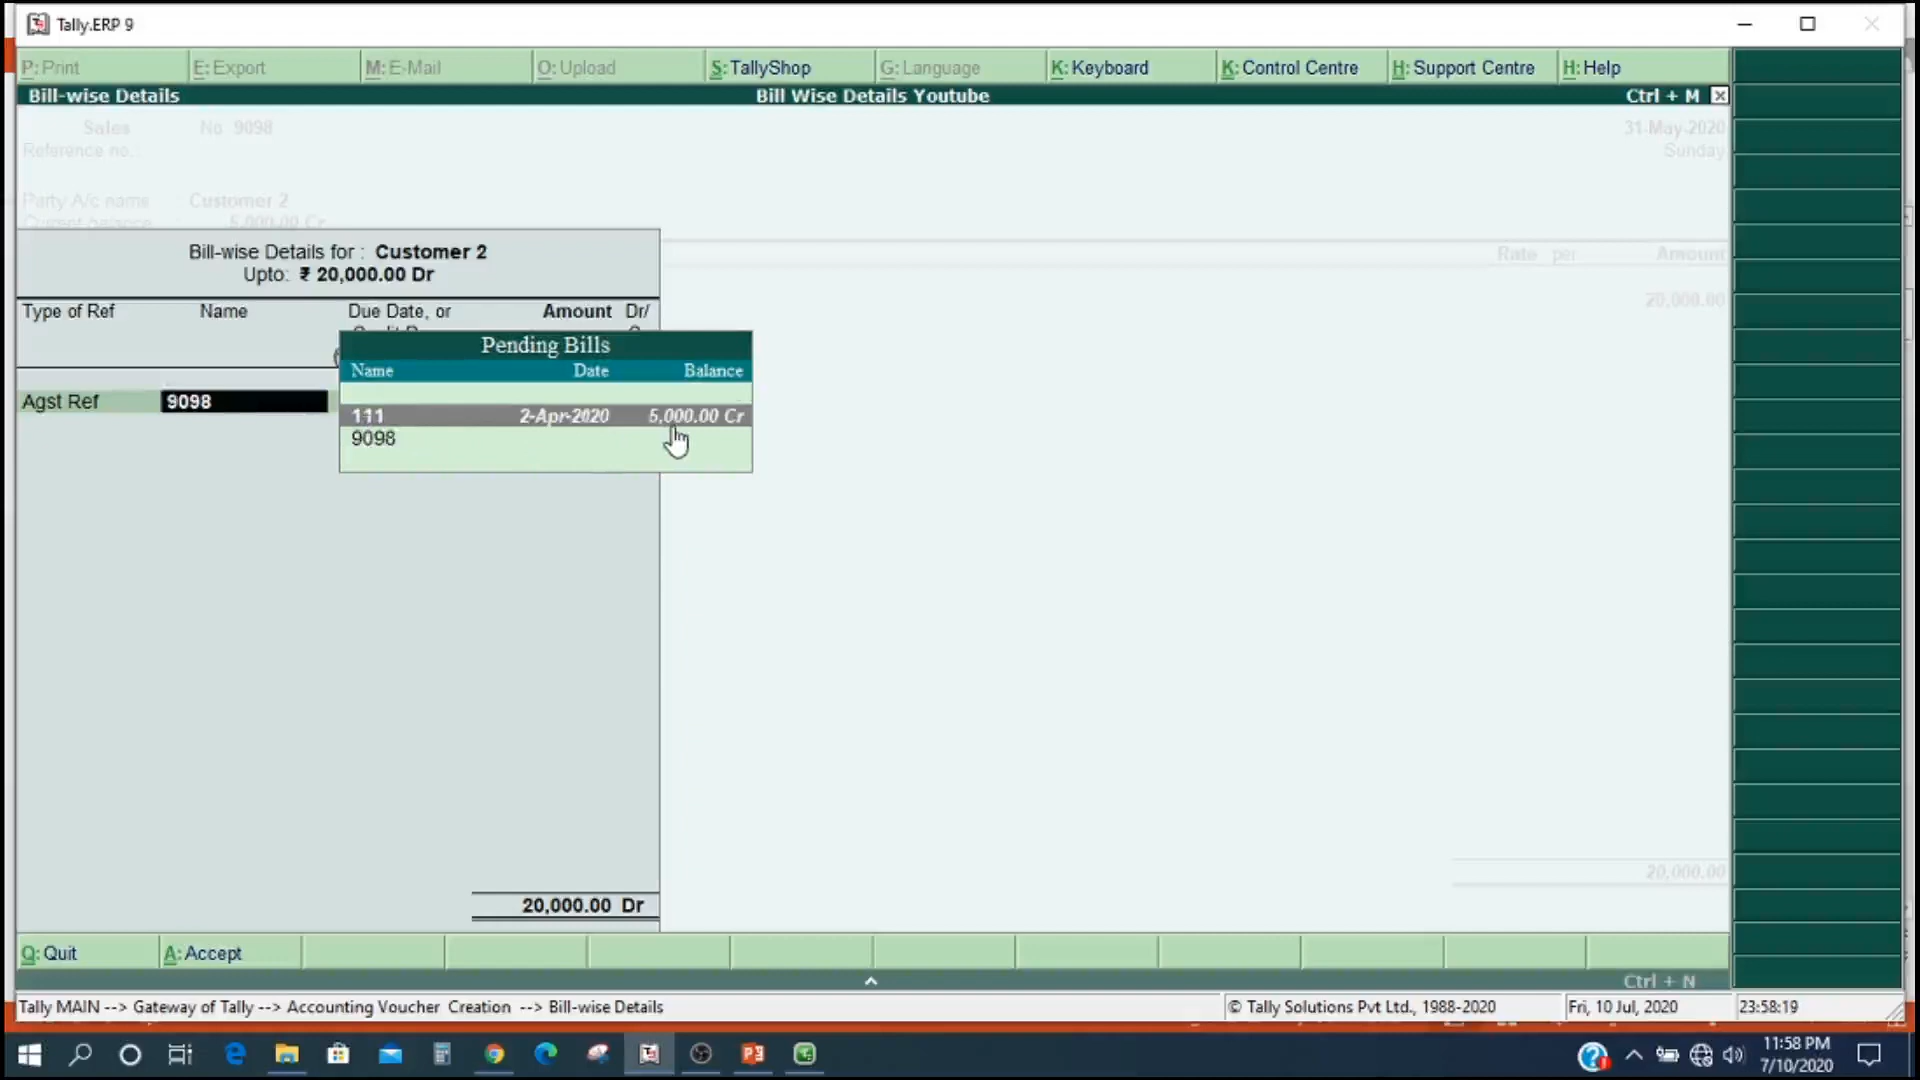 Tally.ERP 9
P: Print E: Export M: E-Mail O: Upload S: TallyShop G: Language K: Keyboard K: Control Centre H: Support Centre H: Help
Bill-wise Details Bill Wise Details Youtube Ctrl + M
Sales No 9098 31-May-2020
Reference no.: Sunday
Party A/c name : Customer 2
Current balance : 5,000.00 Cr
Rate per Amount
20,000.00
Bill-wise Details for : Customer 2
Upto: ₹ 20,000.00 Dr
Type of Ref Name Due Date, or Amount Dr/
Pending Bills
Name Date Balance
111 2-Apr-2020 5,000.00 Cr
9098
Agst Ref 9098
20,000.00
20,000.00 Dr
Q: Quit A: Accept
Ctrl + N
Tally MAIN --> Gateway of Tally --> Accounting Voucher Creation --> Bill-wise Details © Tally Solutions Pvt Ltd., 1988-2020 Fri, 10 Jul, 2020 23:58:19
11:58 PM
7/10/2020